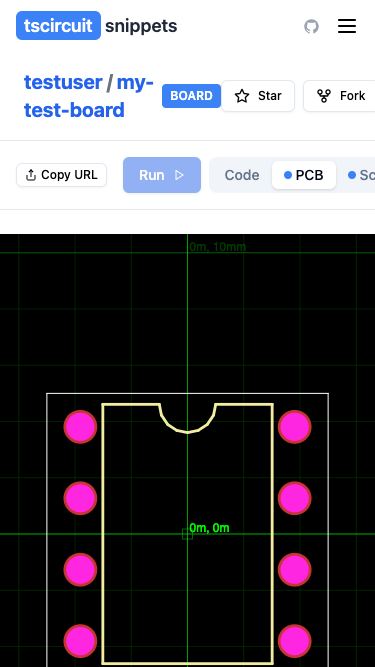 tscircuit snippets
testuser / my-
test-board
BOARD
Star
Fork
Copy URL
Run
Code
PCB
Sc
0m, 10mm
0m, 0m